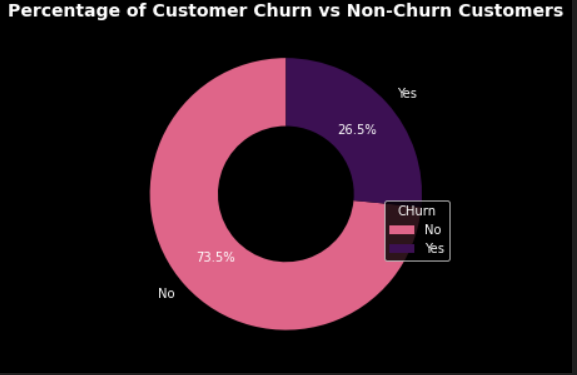 Percentage of Customer Churn vs Non-Churn Customers
Yes
26.5%
CHurn
No
Yes
73.5%
No